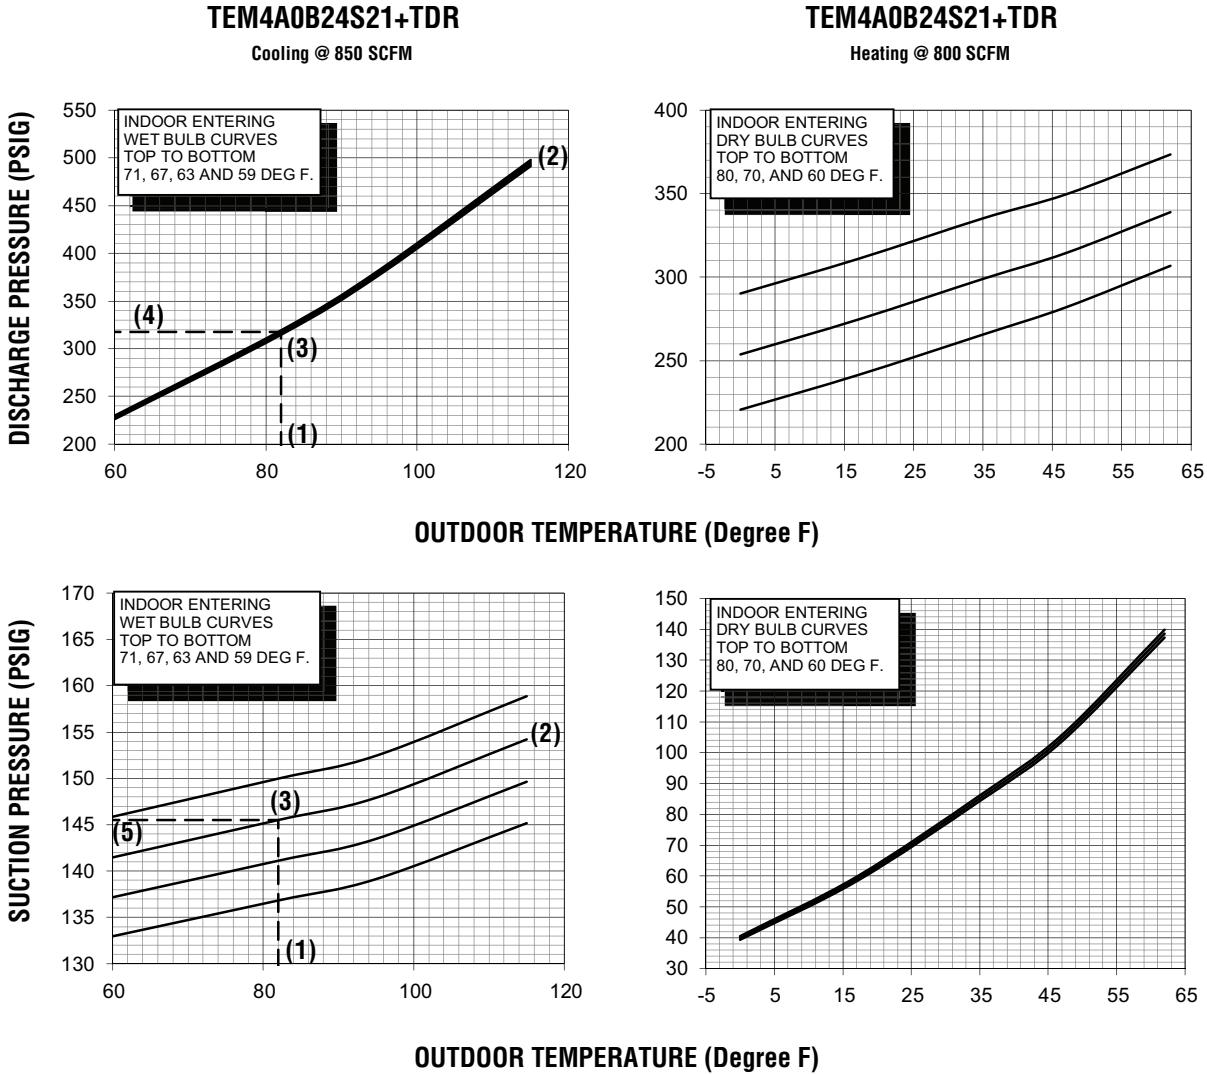 TEM4A0B24S21+TDR
Cooling @ 850 SCFM
TEM4A0B24S21+TDR
Heating @ 800 SCFM
DISCHARGE PRESSURE (PSIG)
550
500
450
400
350
300
250
200
INDOOR ENTERING
WET BULB CURVES
TOP TO BOTTOM
71, 67, 63 AND 59 DEG F.
(2)
(4)
(3)
(1)
60 80 100 120
400
350
300
250
200
INDOOR ENTERING
DRY BULB CURVES
TOP TO BOTTOM
80, 70, AND 60 DEG F.
-5 5 15 25 35 45 55 65
OUTDOOR TEMPERATURE (Degree F)
SUCTION PRESSURE (PSIG)
170
165
160
155
150
145
140
135
130
INDOOR ENTERING
WET BULB CURVES
TOP TO BOTTOM
71, 67, 63 AND 59 DEG F.
(2)
(3)
(5)
(1)
60 80 100 120
150
140
130
120
110
100
90
80
70
60
50
40
30
INDOOR ENTERING
DRY BULB CURVES
TOP TO BOTTOM
80, 70, AND 60 DEG F.
-5 5 15 25 35 45 55 65
OUTDOOR TEMPERATURE (Degree F)